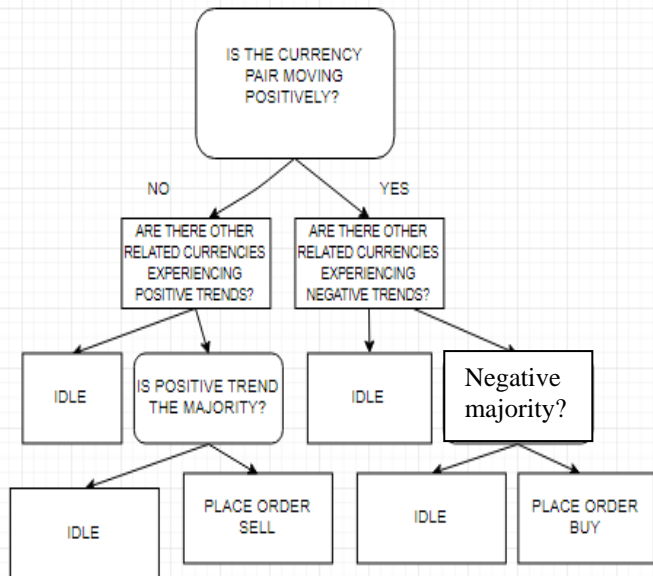 IS THE CURRENCY
PAIR MOVING
POSITIVELY?
NO
YES
ARE THERE OTHER
RELATED CURRENCIES
EXPERIENCING
POSITIVE TRENDS?
ARE THERE OTHER
RELATED CURRENCIES
EXPERIENCING
NEGATIVE TRENDS?
IDLE
IS POSITIVE TREND
THE MAJORITY?
IDLE
Negative
majority?
IDLE
PLACE ORDER
SELL
IDLE
PLACE ORDER
BUY